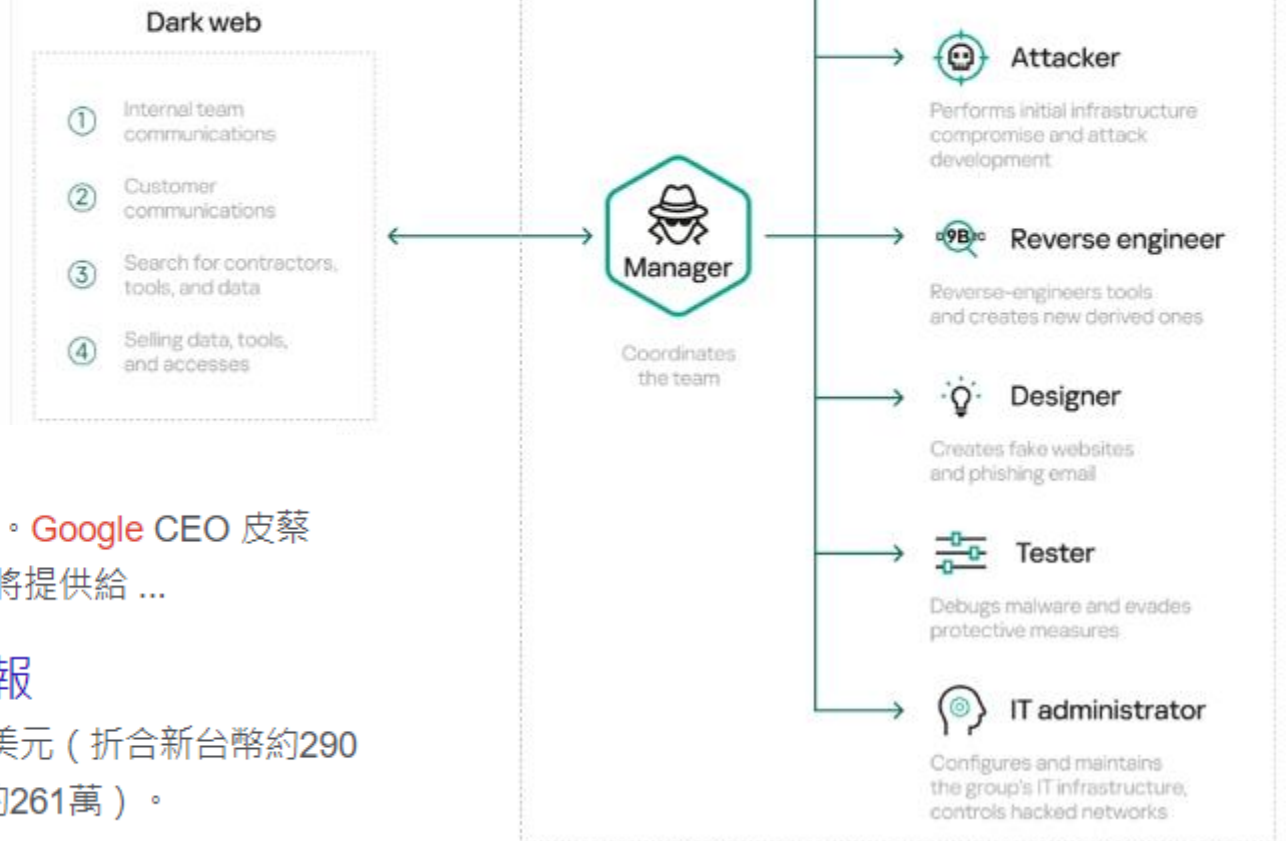 Dark web
1
Internal team
communications
2
Customer
communications
3
Search for contractors,
tools, and data
4
Selling data, tools,
and accesses
Manager
Coordinates
the team
Attacker
Performs initial infrastructure
compromise and attack
development
9B
Reverse engineer
Reverse-engineers tools
and creates new derived ones
Designer
Creates fake websites
and phishing email
Tester
Debugs malware and evades
protective measures
IT administrator
Configures and maintains
the group's IT infrastructure,
controls hacked networks
。Google CEO 皮蔡
將提供給 ...
報
美元（折合新台幣約290
約261萬）。